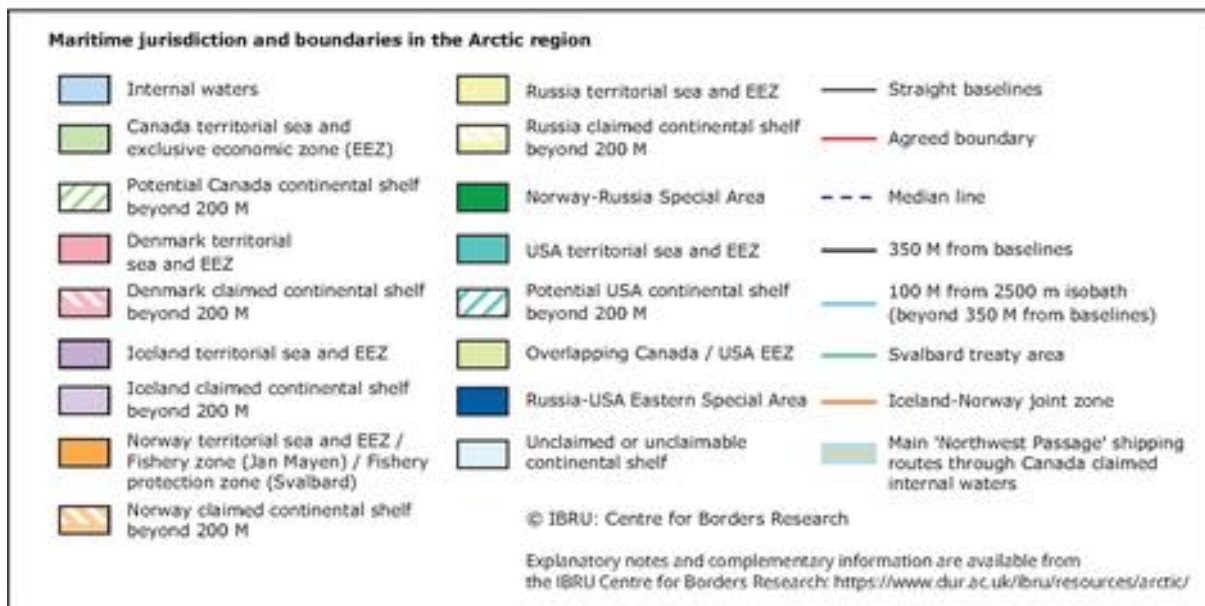 Maritime jurisdiction and boundaries in the Arctic region
Internal waters
Canada territorial sea and
exclusive economic zone (EEZ)
Potential Canada continental shelf
beyond 200 M
Denmark territorial
sea and EEZ
Denmark claimed continental shelf
beyond 200 M
Iceland territorial sea and EEZ
Iceland claimed continental shelf
beyond 200 M
Norway territorial sea and EEZ /
Fishery zone (Jan Mayen) / Fishery
protection zone (Svalbard)
Norway claimed continental shelf
beyond 200 M
Russia territorial sea and EEZ
Russia claimed continental shelf
beyond 200 M
Norway-Russia Special Area
USA territorial sea and EEZ
Potential USA continental shelf
beyond 200 M
Overlapping Canada / USA EEZ
Russia-USA Eastern Special Area
Unclaimed or unclaimable
continental shelf
Straight baselines
Agreed boundary
Median line
350 M from baselines
100 M from 2500 m isobath
(beyond 350 M from baselines)
Svalbard treaty area
Iceland-Norway joint zone
Main 'Northwest Passage' shipping
routes through Canada claimed
internal waters
© IBRU: Centre for Borders Research
Explanatory notes and complementary information are available from
the IBRU Centre for Borders Research: https://www.dur.ac.uk/ibru/resources/arctic/